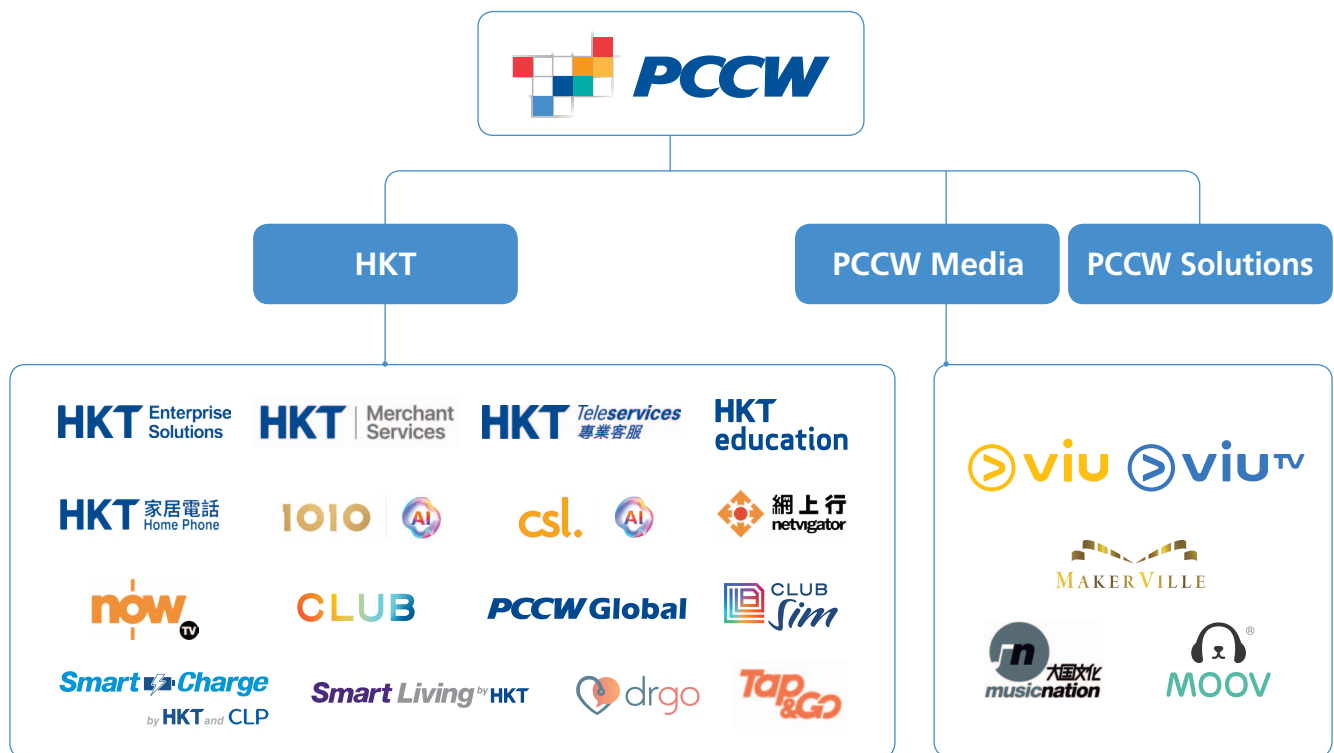 PCCW
HKT
PCCW Media
PCCW Solutions
HKT Enterprise
Solutions
HKT Merchant
Services
HKT Teleservices
專業客服
HKT
education
HKT 家居電話
Home Phone
1010 AI
csl. AI
網上行
netvigator
now
TV
CLUB
PCCW Global
CLUB
Sim
Smart Charge
by HKT and CLP
Smart Living by HKT
drgo
Tap
&GO
viu
viuTV
MAKERVILLE
大国文化
musicnation
MOOV®